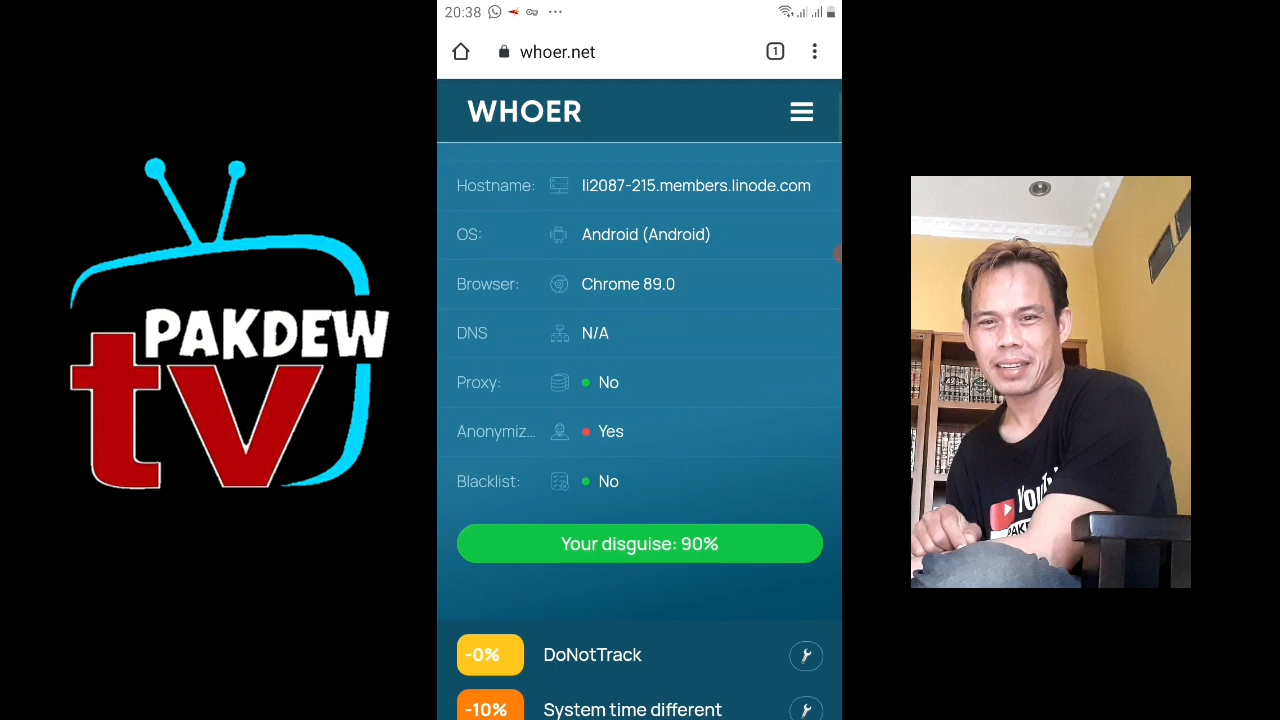 20:38
whoer.net
1
WHOER
Hostname: li2087-215.members.linode.com
OS: Android (Android)
Browser: Chrome 89.0
DNS N/A
Proxy: No
Anonymiz... Yes
Blacklist: No
Your disguise: 90%
-0% DoNotTrack
-10% System time different
PAKDEW
tv